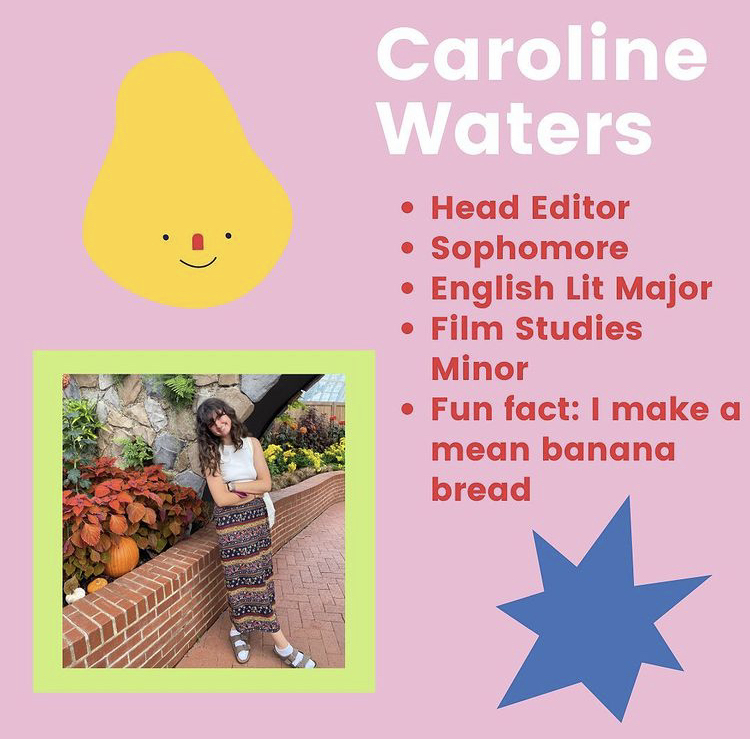 Caroline
Waters
• Head Editor
• Sophomore
• English Lit Major
• Film Studies
Minor
• Fun fact: I make a
mean banana
bread